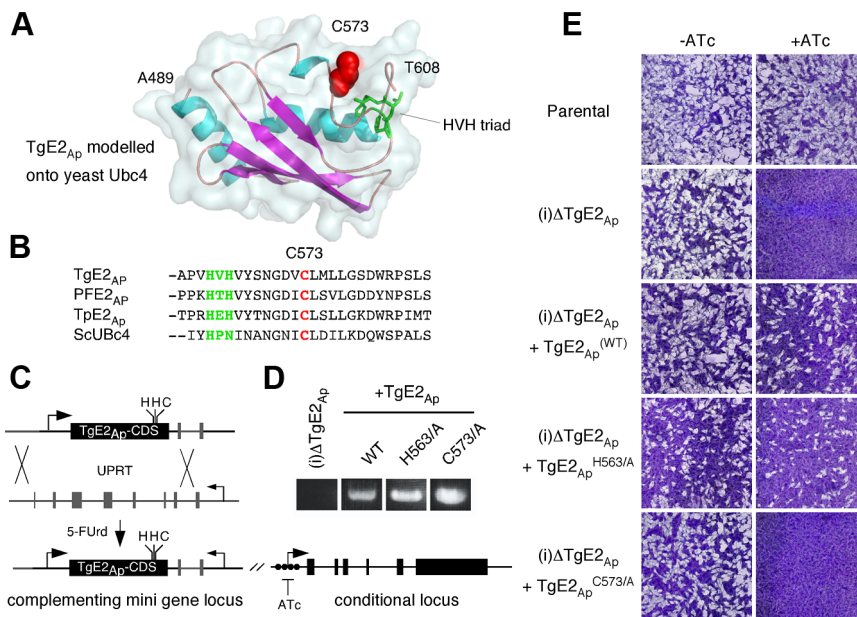 A
C573
T608
A489
HVH triad
TgE2Ap modelled
onto yeast Ubc4
B
C573
TgE2AP -APVHVHVYSNGDVCLMLLGSDWRPSLS
PFE2AP -PPKHTHVYSNGDICLSVLGDDYNPSLS
TpE2Ap -TPRHEHVYTNGDICLSLLGKDWRPIMT
ScUBc4 --IYHPNINANGNICLDILKDQWSPALS
C
HHC
TgE2Ap-CDS
UPRT
5-FUrd
HHC
TgE2Ap-CDS
complementing mini gene locus
//
ATc
conditional locus
D
(i)ΔTgE2Ap
+TgE2Ap
WT
H563/A
C573/A
E
-ATc +ATc
Parental
(i)ΔTgE2Ap
(i)ΔTgE2Ap
+ TgE2Ap(WT)
(i)ΔTgE2Ap
+ TgE2ApH563/A
(i)ΔTgE2Ap
+ TgE2ApC573/A